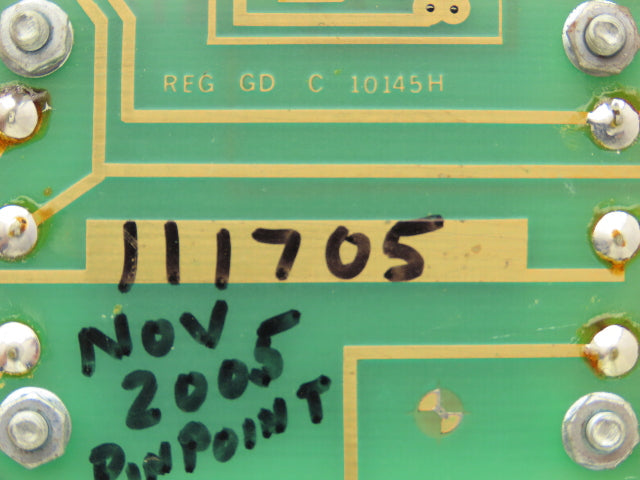 REG GD C 10145H
111705
NOV
2005
PINPOINT